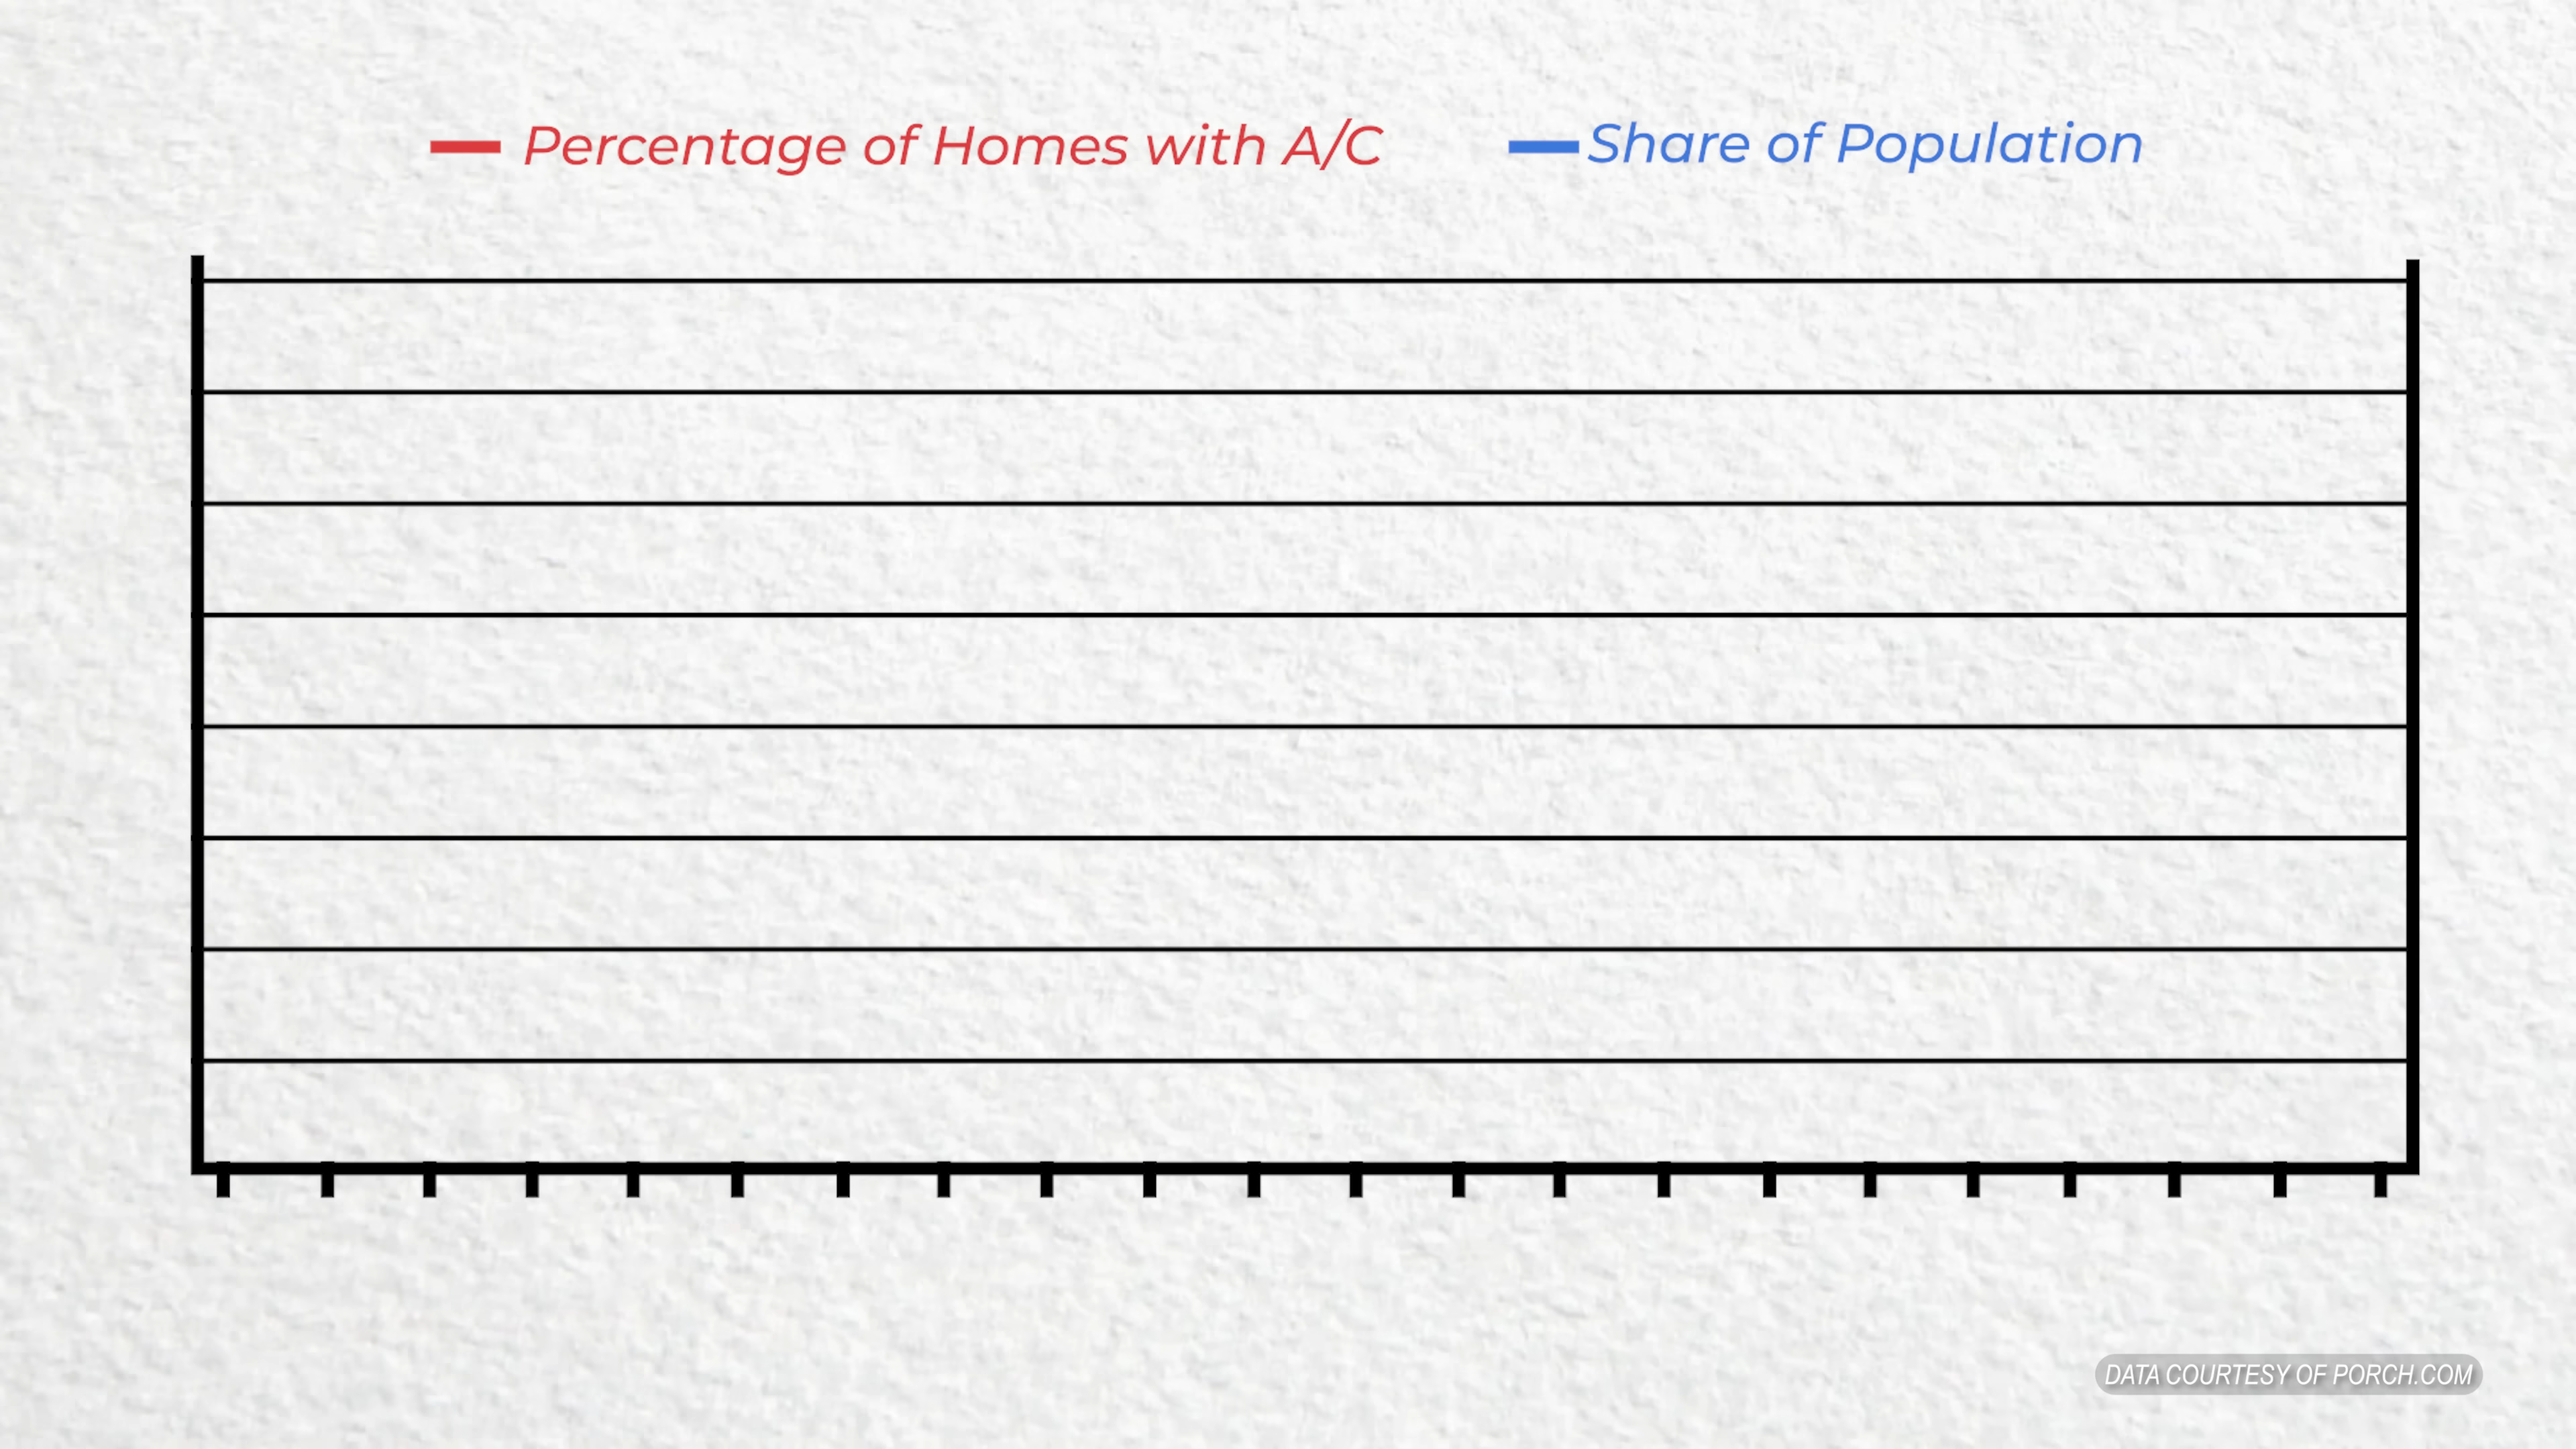 Percentage of Homes with A/C
Share of Population
DATA COURTESY OF PORCH.COM